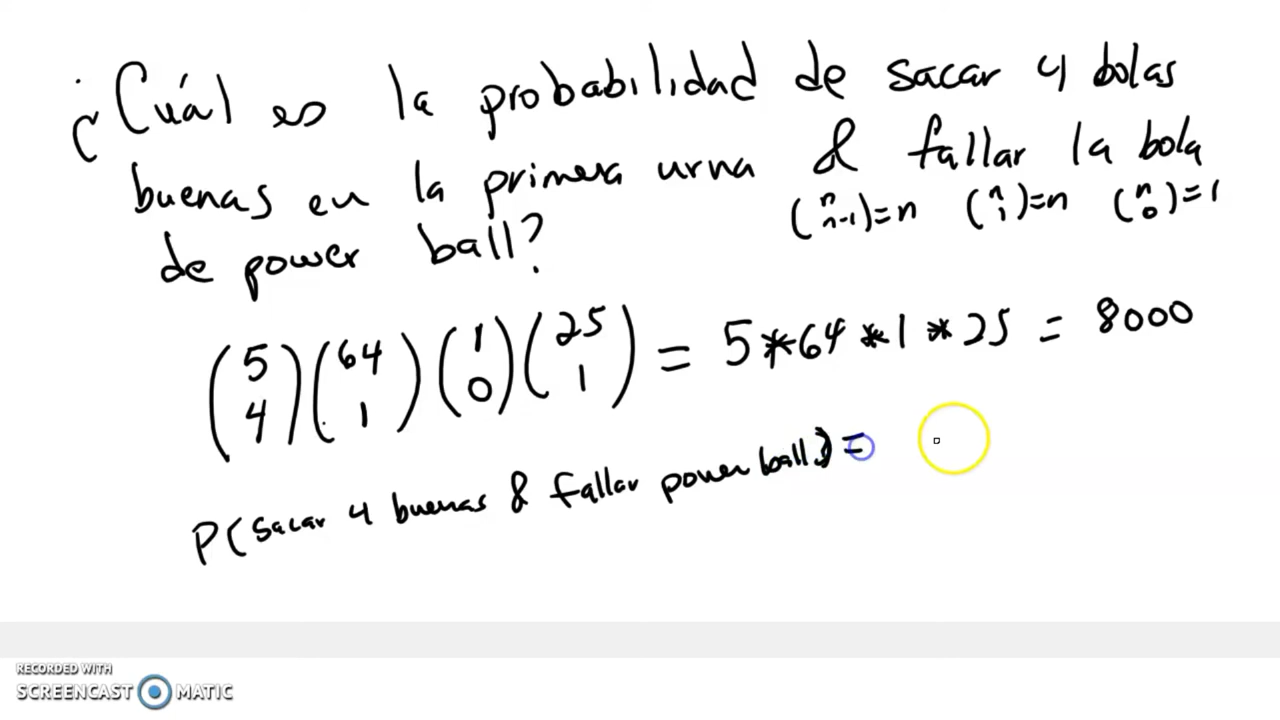 ¿Cuál es la probabilidad de sacar 4 bolas
buenas en la primera urna & fallar la bola
de power ball?
(n n-1) = n (n 1) = n (n 0) = 1
(5 4)(64 1)(1 0)(25 1) = 5 * 64 * 1 * 25 = 8000
P(sacar 4 buenas & fallar power ball) =
RECORDED WITH
SCREENCAST MATIC